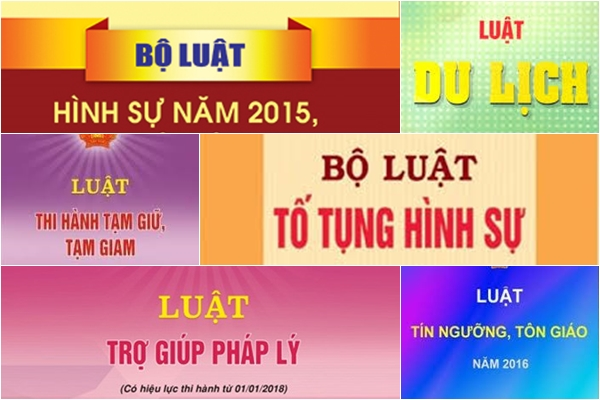 BỘ LUẬT
HÌNH SỰ NĂM 2015,
LUẬT
DU LỊCH
LUẬT
THI HÀNH TẠM GIỮ,
TẠM GIAM
BỘ LUẬT
TỐ TỤNG HÌNH SỰ
LUẬT
TRỢ GIÚP PHÁP LÝ
(Có hiệu lực thi hành từ 01/01/2018)
LUẬT
TÍN NGƯỠNG, TÔN GIÁO
NĂM 2016